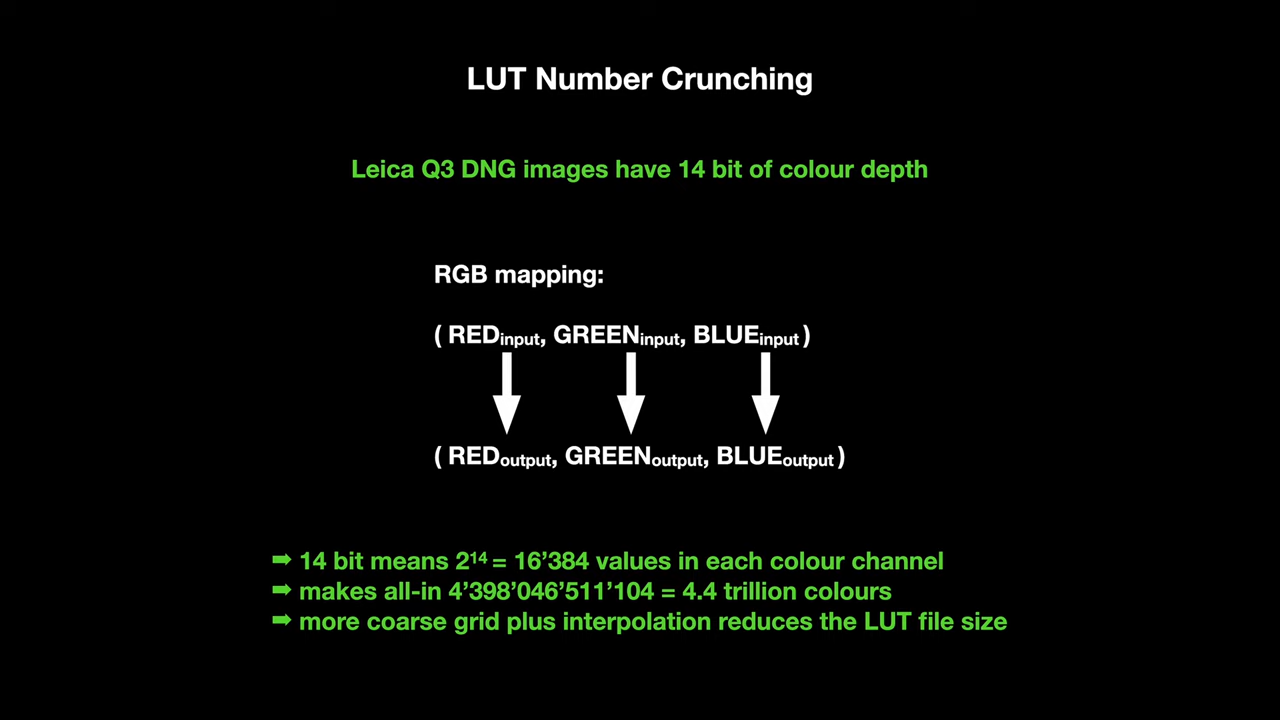 LUT Number Crunching
Leica Q3 DNG images have 14 bit of colour depth
RGB mapping:
( REDinput, GREENinput, BLUEinput )
( REDoutput, GREENoutput, BLUEoutput )
➡ 14 bit means 2¹⁴ = 16’384 values in each colour channel
➡ makes all-in 4’398’046’511’104 = 4.4 trillion colours
➡ more coarse grid plus interpolation reduces the LUT file size